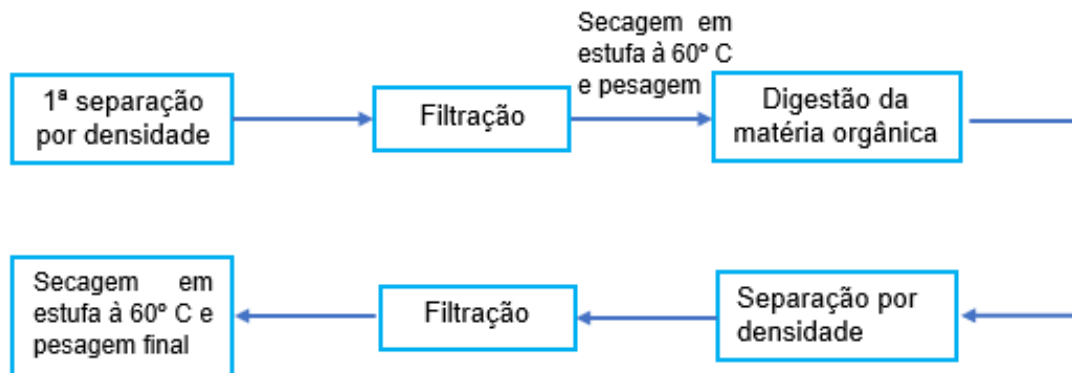 1ª separação
por densidade
Filtração
Secagem em
estufa à 60º C
e pesagem
Digestão da
matéria orgânica
Separação por
densidade
Filtração
Secagem em
estufa à 60º C e
pesagem final